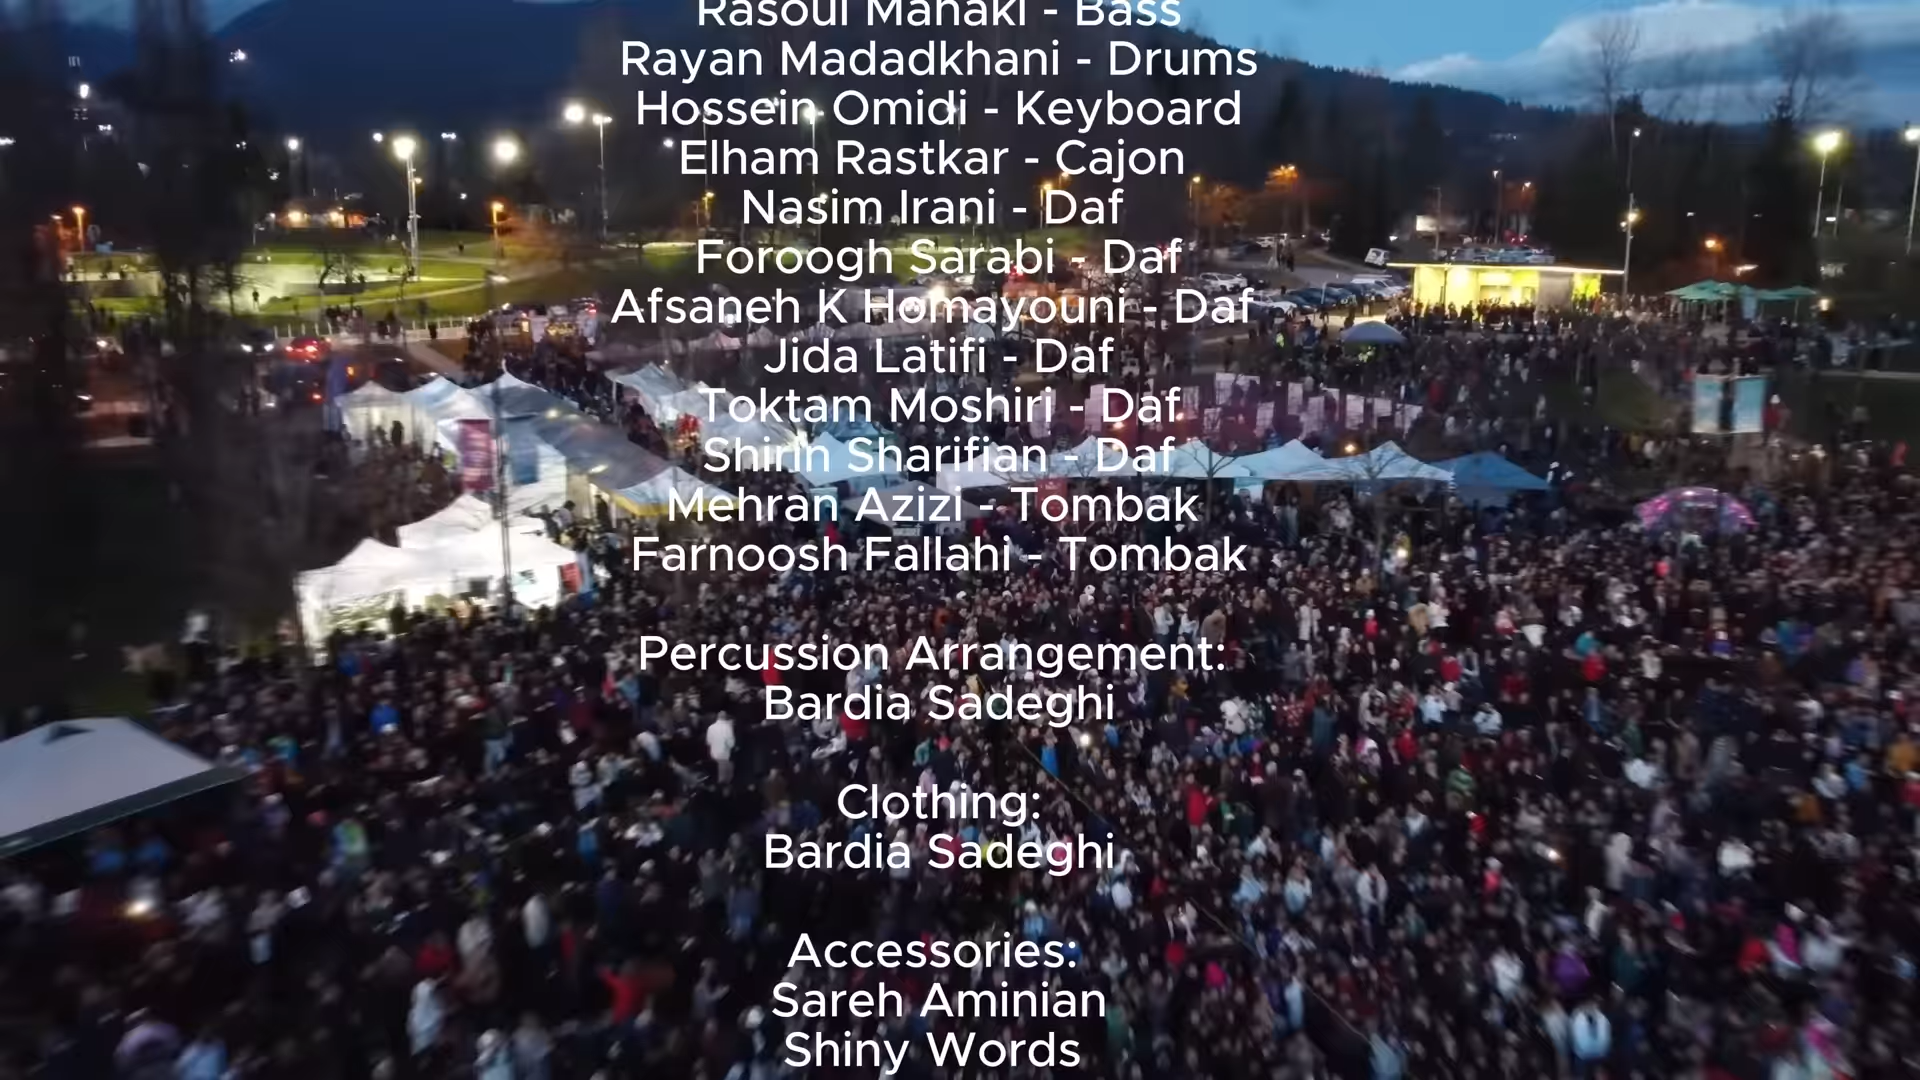 Rasoul Manaki - Bass
Rayan Madadkhani - Drums
Hossein Omidi - Keyboard
Elham Rastkar - Cajon
Nasim Irani - Daf
Foroogh Sarabi - Daf
Afsaneh K Homayouni - Daf
Jida Latifi - Daf
Toktam Moshiri - Daf
Shirin Sharifian - Daf
Mehran Azizi - Tombak
Farnoosh Fallahi - Tombak
Percussion Arrangement:
Bardia Sadeghi
Clothing:
Bardia Sadeghi
Accessories:
Sareh Aminian
Shiny Words